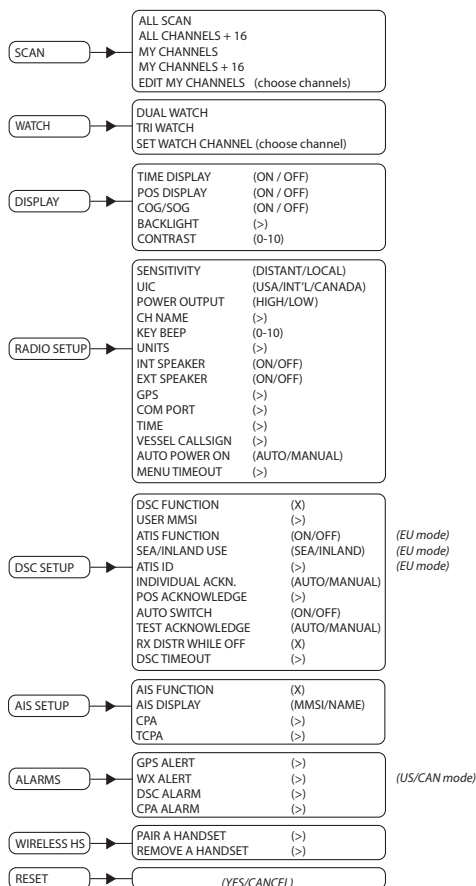 SCAN
ALL SCAN
ALL CHANNELS + 16
MY CHANNELS
MY CHANNELS + 16
EDIT MY CHANNELS (choose channels)
WATCH
DUAL WATCH
TRI WATCH
SET WATCH CHANNEL (choose channel)
DISPLAY
TIME DISPLAY (ON / OFF)
POS DISPLAY (ON / OFF)
COG/SOG (ON / OFF)
BACKLIGHT (>)
CONTRAST (0-10)
RADIO SETUP
SENSITIVITY (DISTANT/LOCAL)
UIC (USA/INT'L/CANADA)
POWER OUTPUT (HIGH/LOW)
CH NAME (>)
KEY BEEP (0-10)
UNITS (>)
INT SPEAKER (ON/OFF)
EXT SPEAKER (ON/OFF)
GPS (>)
COM PORT (>)
TIME (>)
VESSEL CALLSIGN (>)
AUTO POWER ON (AUTO/MANUAL)
MENU TIMEOUT (>)
DSC SETUP
DSC FUNCTION (X)
USER MMSI (>)
ATIS FUNCTION (ON/OFF) (EU mode)
SEA/INLAND USE (SEA/INLAND) (EU mode)
ATIS ID (>) (EU mode)
INDIVIDUAL ACKN. (AUTO/MANUAL)
POS ACKNOWLEDGE (>)
AUTO SWITCH (ON/OFF)
TEST ACKNOWLEDGE (AUTO/MANUAL)
RX DISTR WHILE OFF (X)
DSC TIMEOUT (>)
AIS SETUP
AIS FUNCTION (X)
AIS DISPLAY (MMSI/NAME)
CPA (>)
TCPA (>)
ALARMS
GPS ALERT (>)
WX ALERT (>) (US/CAN mode)
DSC ALARM (>)
CPA ALARM (>)
WIRELESS HS
PAIR A HANDSET (>)
REMOVE A HANDSET (>)
RESET
(YES/CANCEL)